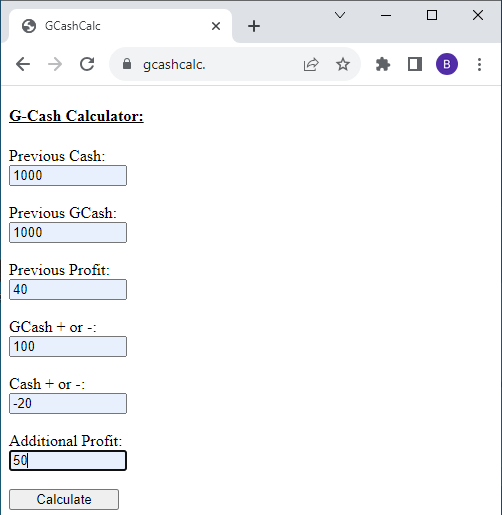 GCashCalc
gcashcalc.
B
G-Cash Calculator:
Previous Cash:
1000
Previous GCash:
1000
Previous Profit:
40
GCash + or -:
100
Cash + or -:
-20
Additional Profit:
50
Calculate